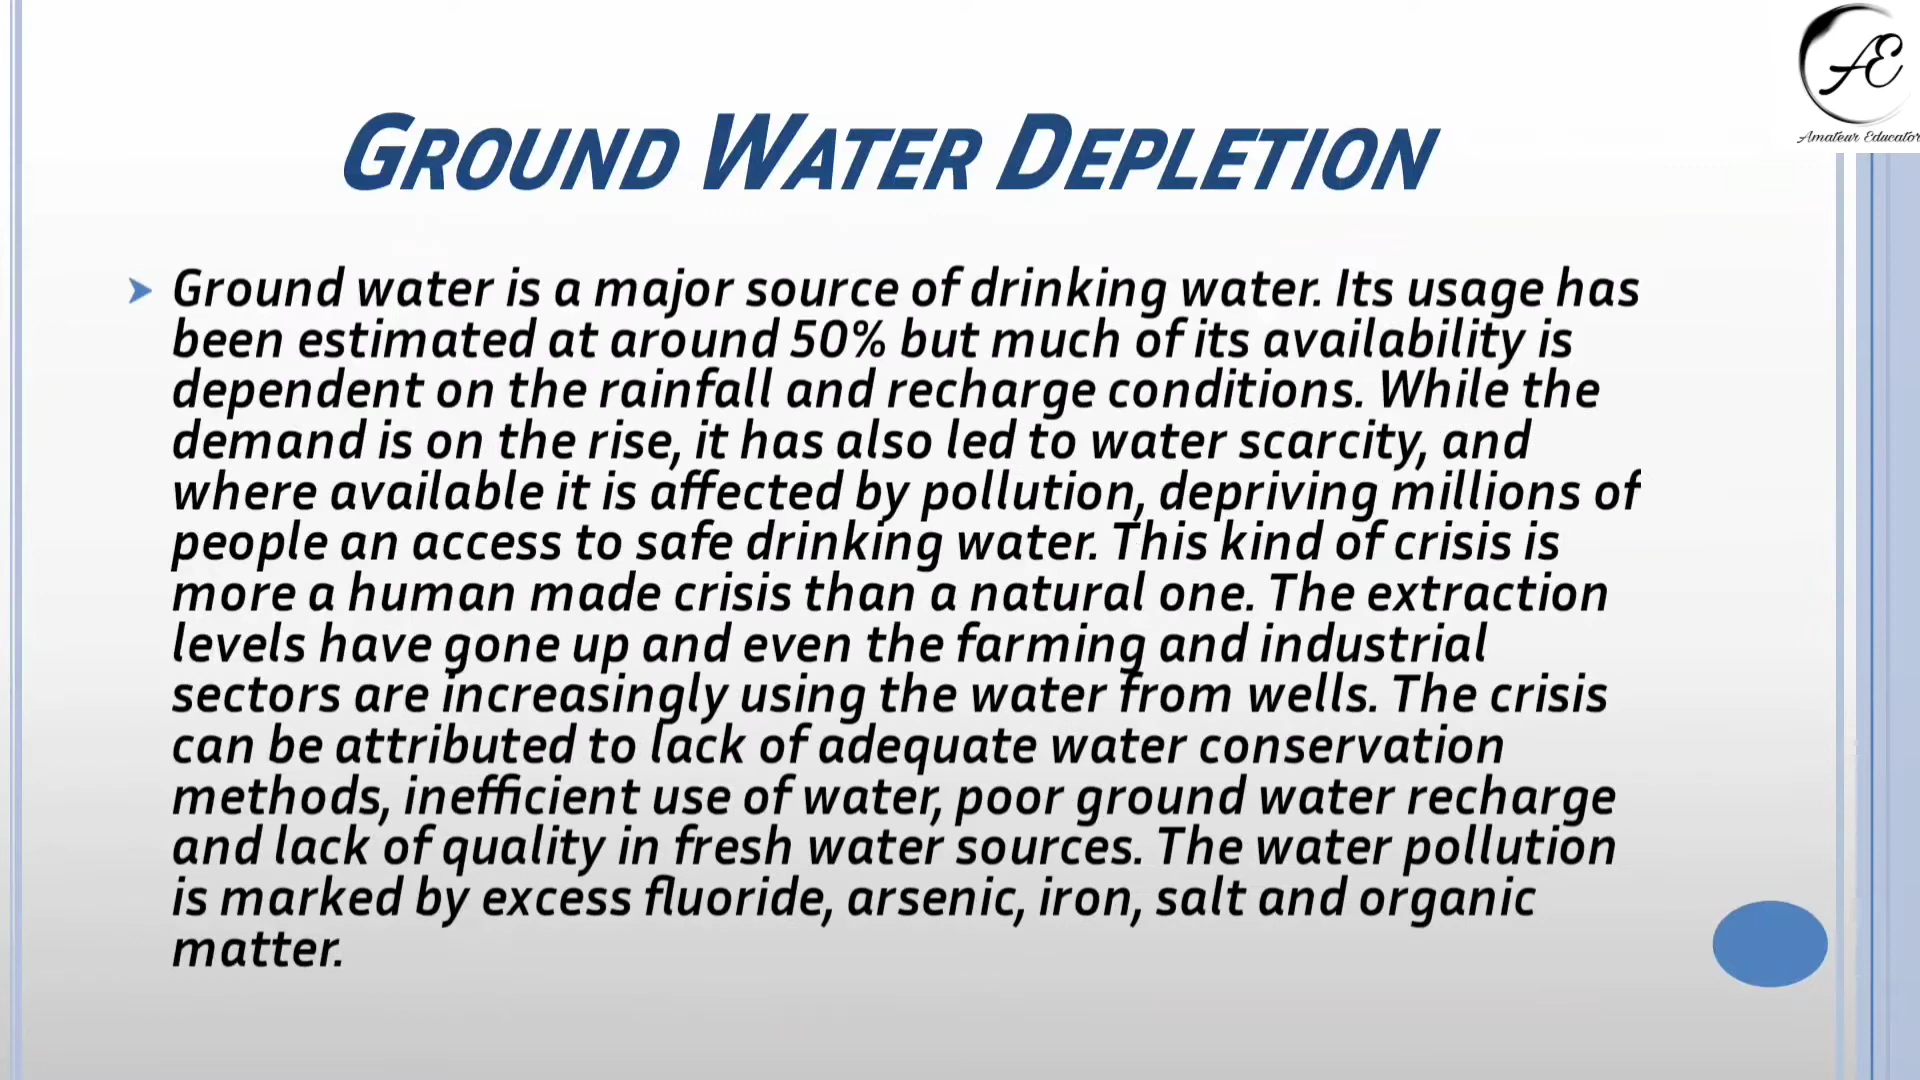 AE
Amateur Educator
GROUND WATER DEPLETION
Ground water is a major source of drinking water. Its usage has
been estimated at around 50% but much of its availability is
dependent on the rainfall and recharge conditions. While the
demand is on the rise, it has also led to water scarcity, and
where available it is affected by pollution, depriving millions of
people an access to safe drinking water. This kind of crisis is
more a human made crisis than a natural one. The extraction
levels have gone up and even the farming and industrial
sectors are increasingly using the water from wells. The crisis
can be attributed to lack of adequate water conservation
methods, inefficient use of water, poor ground water recharge
and lack of quality in fresh water sources. The water pollution
is marked by excess fluoride, arsenic, iron, salt and organic
matter.